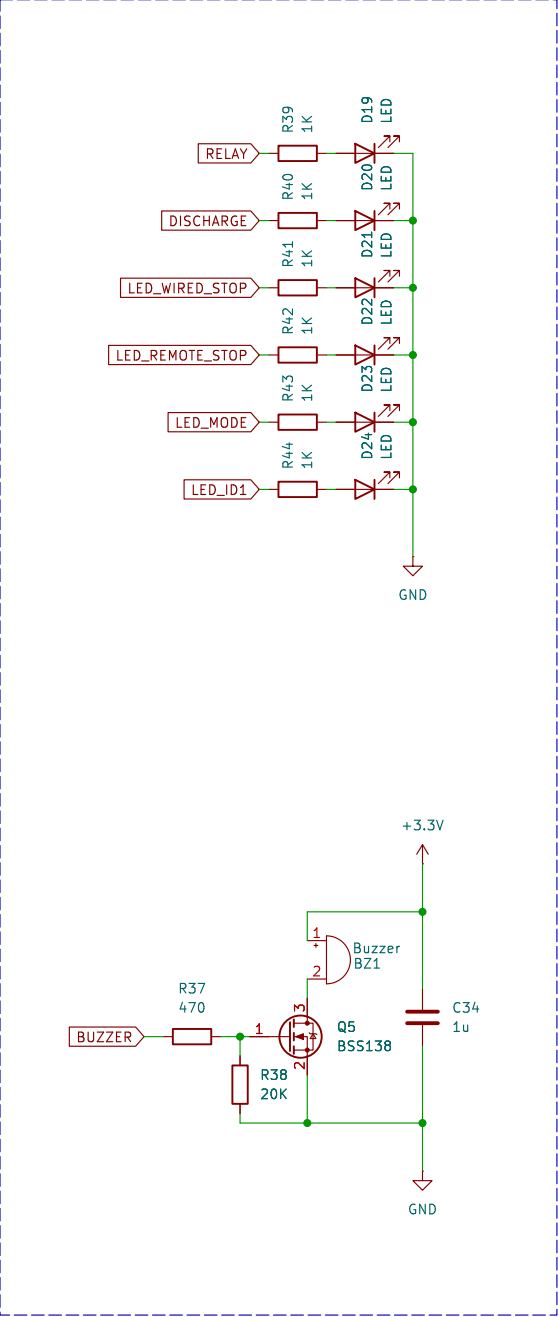 R39
1K
D19
LED
RELAY
R40
1K
D20
LED
DISCHARGE
R41
1K
D21
LED
LED_WIRED_STOP
R42
1K
D22
LED
LED_REMOTE_STOP
R43
1K
D23
LED
LED_MODE
R44
1K
D24
LED
LED_ID1
GND
+3.3V
1
+
2
Buzzer
BZ1
R37
470
BUZZER
3
1
2
Q5
BSS138
C34
1u
R38
20K
GND